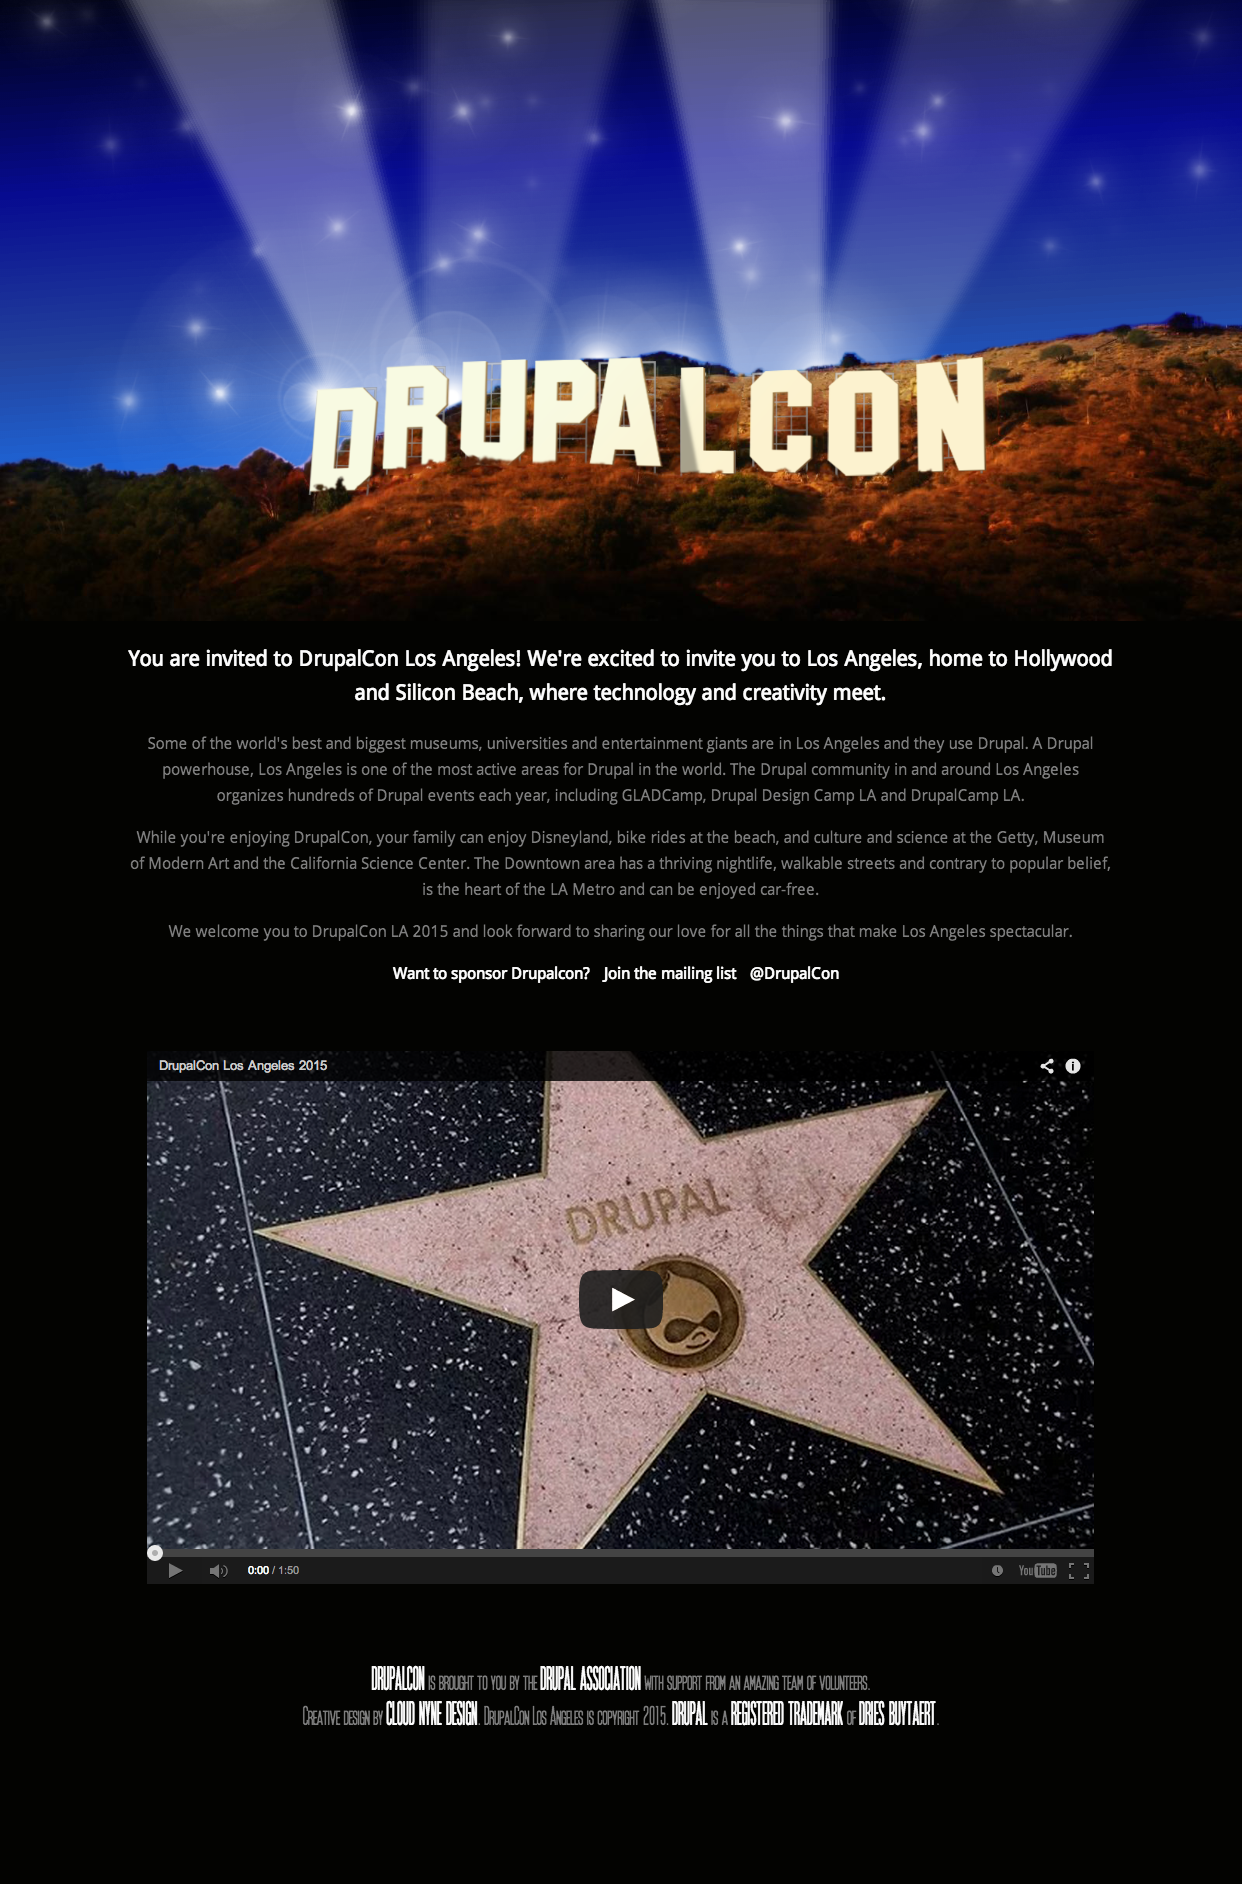 DRUPALCON
You are invited to DrupalCon Los Angeles! We're excited to invite you to Los Angeles, home to Hollywood
and Silicon Beach, where technology and creativity meet.
Some of the world's best and biggest museums, universities and entertainment giants are in Los Angeles and they use Drupal. A Drupal
powerhouse, Los Angeles is one of the most active areas for Drupal in the world. The Drupal community in and around Los Angeles
organizes hundreds of Drupal events each year, including GLADCamp, Drupal Design Camp LA and DrupalCamp LA.
While you're enjoying DrupalCon, your family can enjoy Disneyland, bike rides at the beach, and culture and science at the Getty, Museum
of Modern Art and the California Science Center. The Downtown area has a thriving nightlife, walkable streets and contrary to popular belief,
is the heart of the LA Metro and can be enjoyed car-free.
We welcome you to DrupalCon LA 2015 and look forward to sharing our love for all the things that make Los Angeles spectacular.
Want to sponsor Drupalcon? Join the mailing list @DrupalCon
DrupalCon Los Angeles 2015
DRUPAL
0:00 / 1:50
YouTube
DRUPALCON IS BROUGHT TO YOU BY THE DRUPAL ASSOCIATION WITH SUPPORT FROM AN AMAZING TEAM OF VOLUNTEERS.
CREATIVE DESIGN BY CLOUD NYNE DESIGN. DRUPALCON LOS ANGELES IS COPYRIGHT 2015. DRUPAL IS A REGISTERED TRADEMARK OF DRIES BUYTAERT.